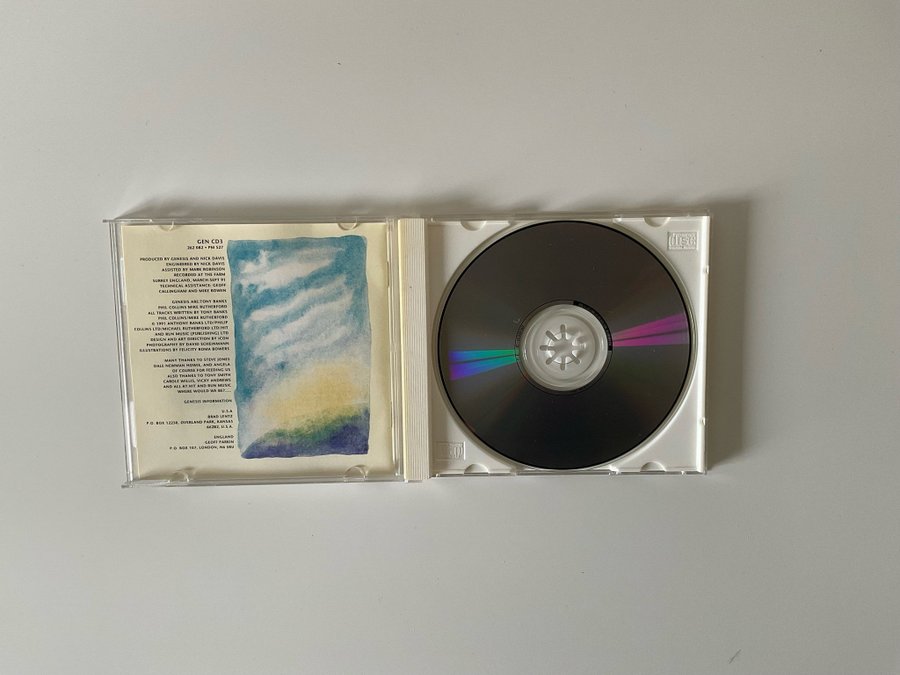 GEN CD3
262 082 • PM 527
PRODUCED BY GENESIS AND NICK DAVIS
ENGINEERED BY NICK DAVIS
ASSISTED BY MARK ROBINSON
RECORDED AT THE FARM
SURREY ENGLAND, MARCH-SEPT 91
TECHNICAL ASSISTANCE: GEOFF
CALLINGHAM AND MIKE BOWEN
GENESIS ARE:TONY BANKS
PHIL COLLINS MIKE RUTHERFORD
ALL TRACKS WRITTEN BY TONY BANKS
PHIL COLLINS/MIKE RUTHERFORD
© 1991 ANTHONY BANKS LTD/PHILIP
COLLINS LTD/MICHAEL RUTHERFORD LTD/HIT
AND RUN MUSIC (PUBLISHING) LTD
DESIGN AND ART DIRECTION BY ICON
PHOTOGRAPHY BY DAVID SCHEINMANN
ILLUSTRATIONS BY FELICITY ROMA BOWERS
MANY THANKS TO STEVE JONES
DALE NEWMAN HEWIE, AND ANGELA
OF COURSE FOR FEEDING US
ALSO THANKS TO TONY SMITH
CAROLE WILLIS, VICKY ANDREWS
AND ALL AT HIT AND RUN MUSIC
WHERE WOULD WE BE?....
GENESIS INFORMATION
U.S.A
BRAD LENTZ
P.O. BOX 12250, OVERLAND PARK, KANSAS
66282, U.S.A.
ENGLAND
GEOFF PARKIN
P.O. BOX 107, LONDON, N6 5RU
disc